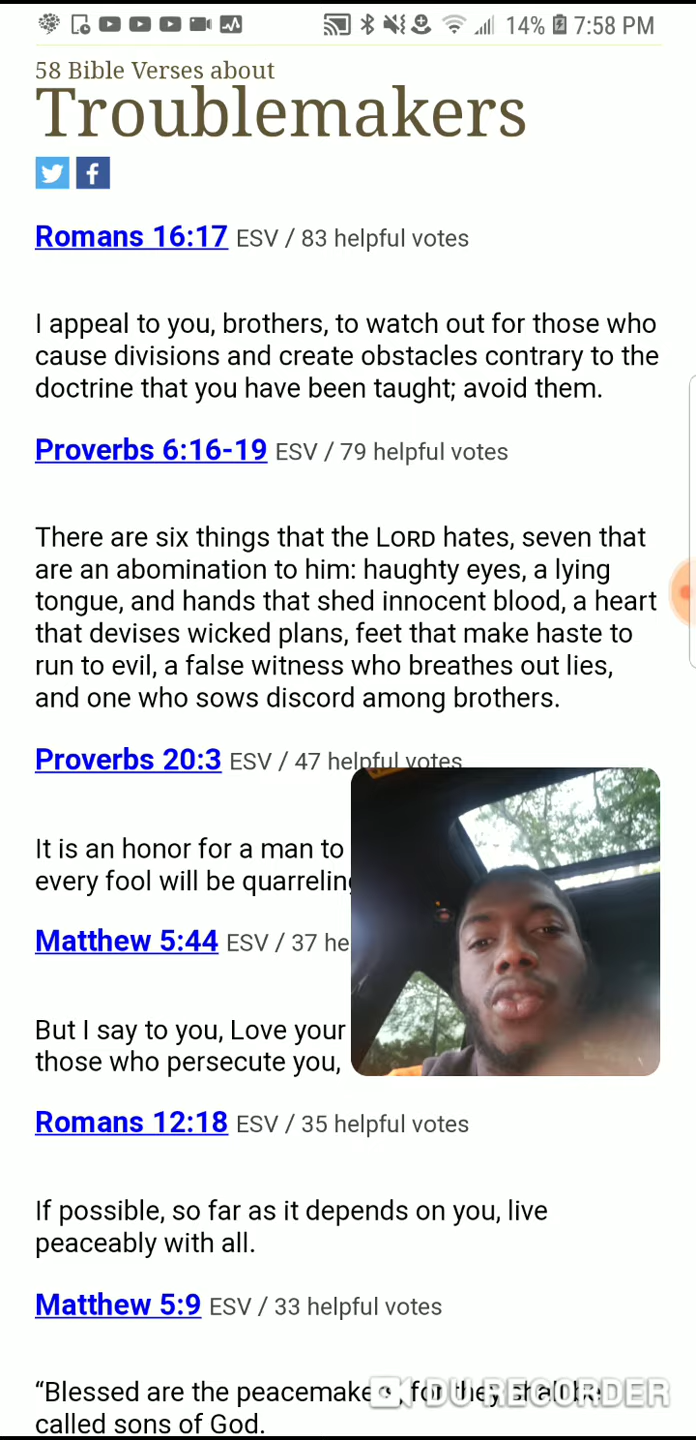 14% 7:58 PM
58 Bible Verses about
Troublemakers
Romans 16:17 ESV / 83 helpful votes
I appeal to you, brothers, to watch out for those who
cause divisions and create obstacles contrary to the
doctrine that you have been taught; avoid them.
Proverbs 6:16-19 ESV / 79 helpful votes
There are six things that the LORD hates, seven that
are an abomination to him: haughty eyes, a lying
tongue, and hands that shed innocent blood, a heart
that devises wicked plans, feet that make haste to
run to evil, a false witness who breathes out lies,
and one who sows discord among brothers.
Proverbs 20:3 ESV / 47 helpful votes
It is an honor for a man to
every fool will be quarreling
Matthew 5:44 ESV / 37 he
But I say to you, Love your
those who persecute you,
Romans 12:18 ESV / 35 helpful votes
If possible, so far as it depends on you, live
peaceably with all.
Matthew 5:9 ESV / 33 helpful votes
“Blessed are the peacemakers, for they shall be
called sons of God.
DU RECORDER